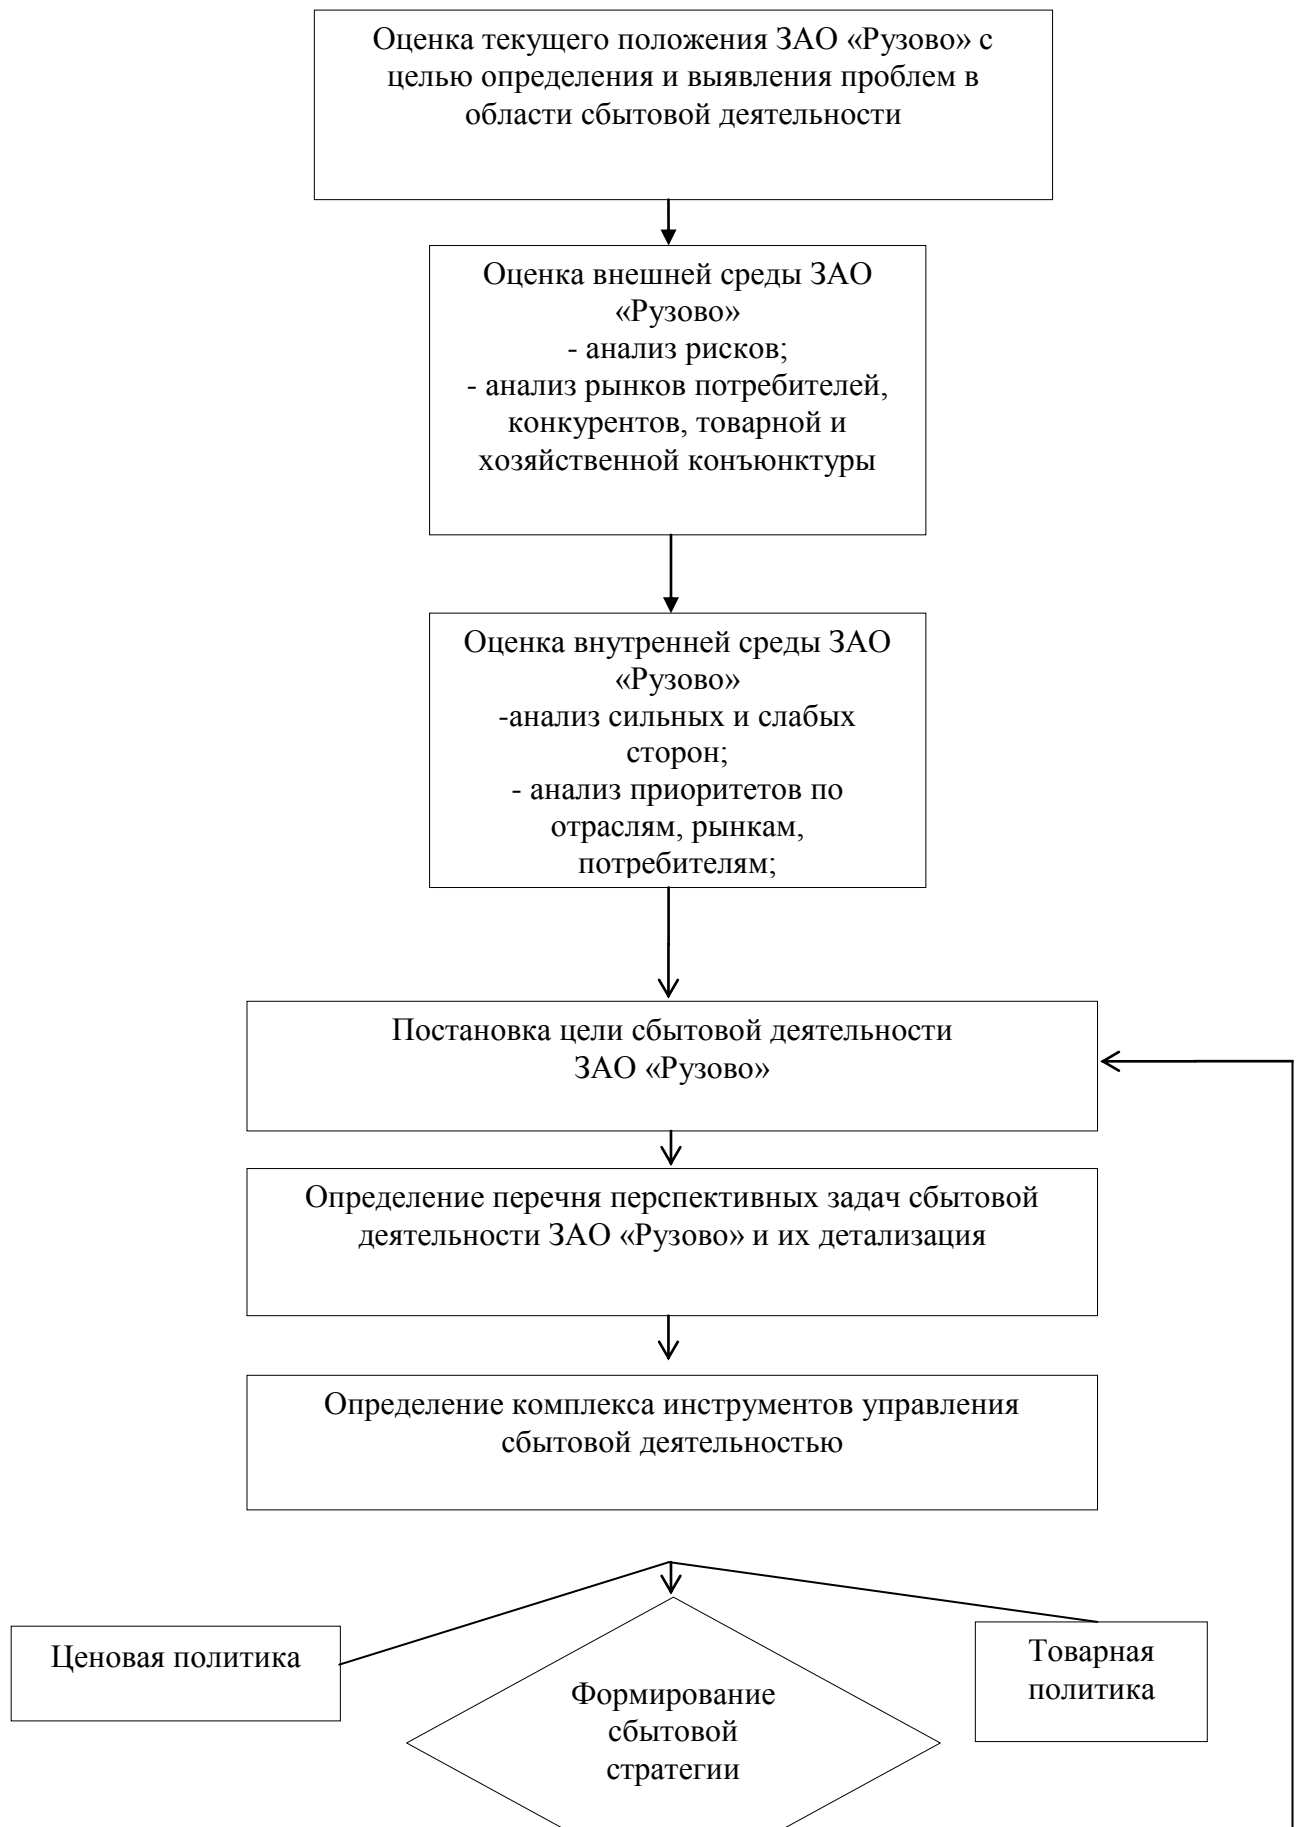 Оценка текущего положения ЗАО «Рузово» с
целью определения и выявления проблем в
области сбытовой деятельности
Оценка внешней среды ЗАО
«Рузово»
- анализ рисков;
- анализ рынков потребителей,
конкурентов, товарной и
хозяйственной конъюнктуры
Оценка внутренней среды ЗАО
«Рузово»
-анализ сильных и слабых
сторон;
- анализ приоритетов по
отраслям, рынкам,
потребителям;
Постановка цели сбытовой деятельности
ЗАО «Рузово»
Определение перечня перспективных задач сбытовой
деятельности ЗАО «Рузово» и их детализация
Определение комплекса инструментов управления
сбытовой деятельностью
Ценовая политика
Формирование
сбытовой
стратегии
Товарная
политика